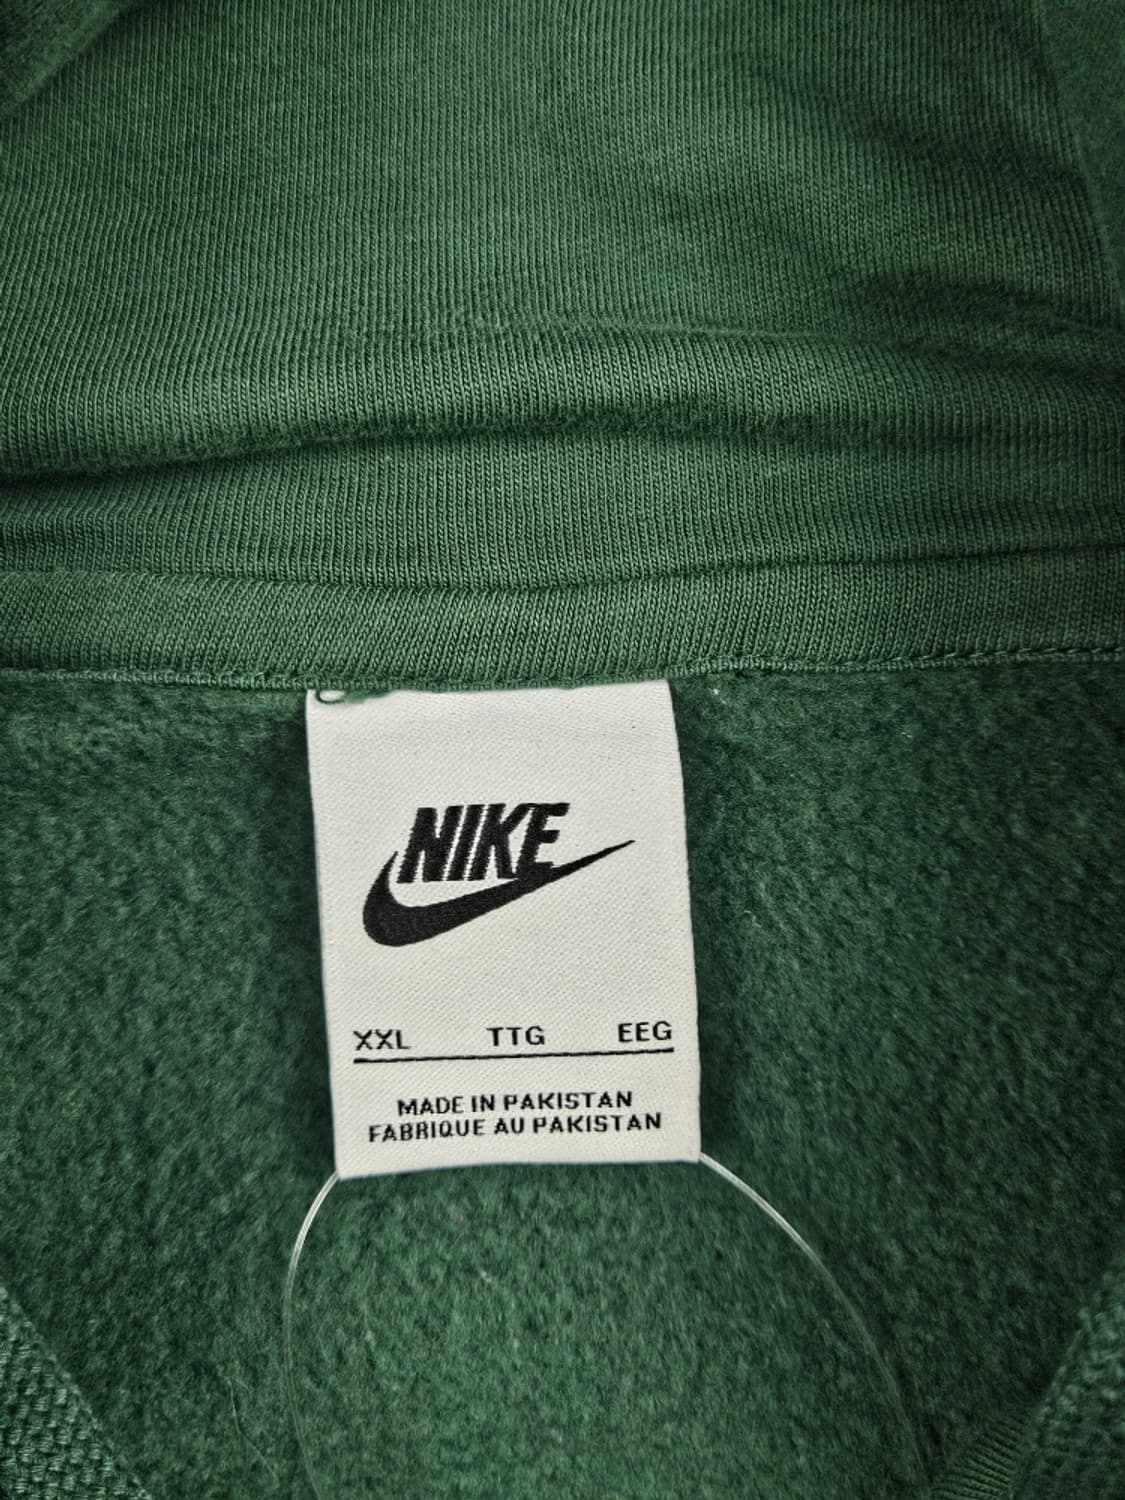 NIKE
XXL TTG EEG
MADE IN PAKISTAN
FABRIQUE AU PAKISTAN